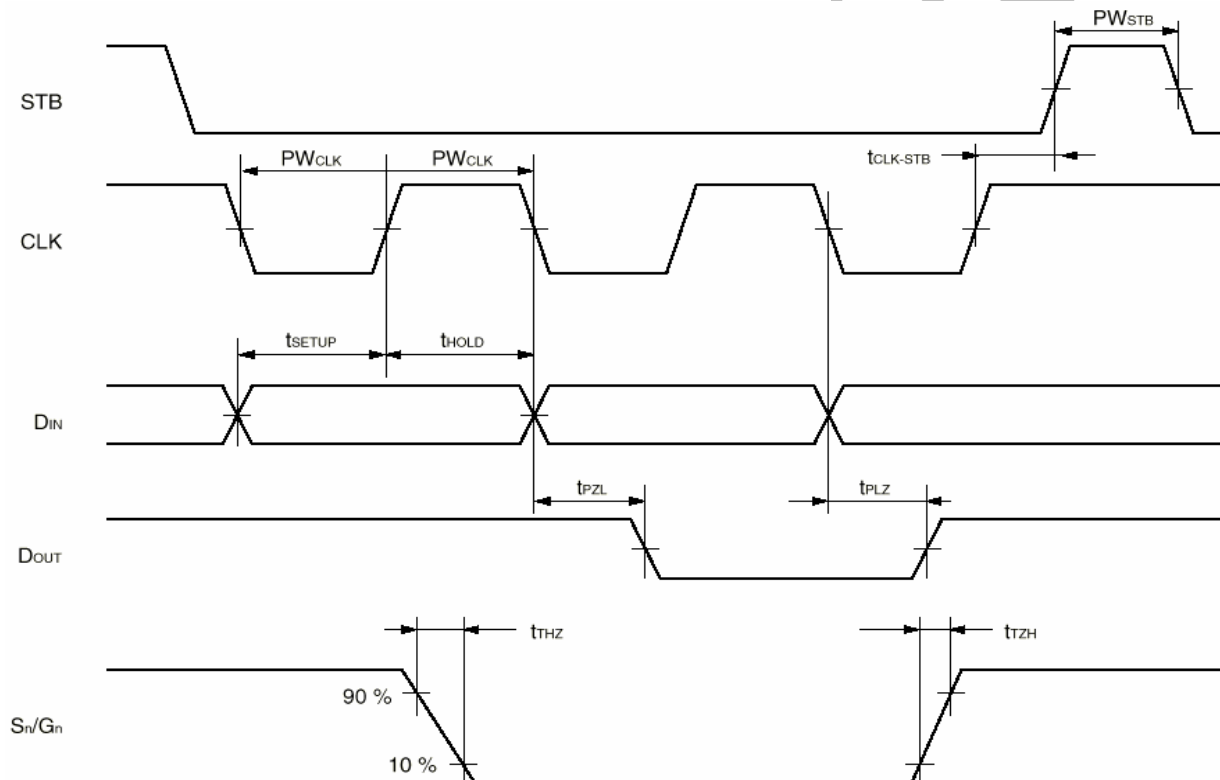 PWSTB
STB
PWCLK PWCLK
tCLK-STB
CLK
tSETUP tHOLD
DIN
tPZL tPLZ
DOUT
tTHZ tTZH
90 %
Sn/Gn
10 %